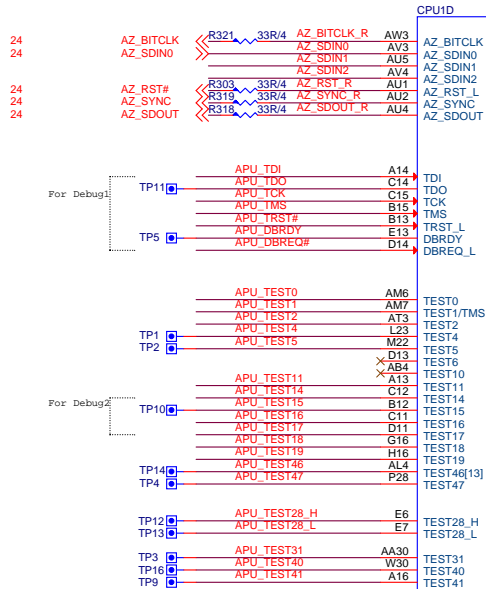 CPU1D
24 AZ_BITCLK R321 33R/4 AZ_BITCLK_R AW3 AZ_BITCLK
24 AZ_SDIN0 AZ_SDIN0 AV3 AZ_SDIN0
AZ_SDIN1 AU5 AZ_SDIN1
AZ_SDIN2 AV4 AZ_SDIN2
24 AZ_RST# R303 33R/4 AZ_RST_R AU1 AZ_RST_L
24 AZ_SYNC R319 33R/4 AZ_SYNC_R AU2 AZ_SYNC
24 AZ_SDOUT R318 33R/4 AZ_SDOUT_R AU4 AZ_SDOUT
APU_TDI A14 TDI
For Debug1 TP11 APU_TDO C14 TDO
APU_TCK C15 TCK
APU_TMS B15 TMS
APU_TRST# B13 TRST_L
TP5 APU_DBRDY E13 DBRDY
APU_DBREQ# D14 DBREQ_L
APU_TEST0 AM6 TEST0
APU_TEST1 AM7 TEST1/TMS
APU_TEST2 AT3 TEST2
TP1 APU_TEST4 L23 TEST4
TP2 APU_TEST5 M22 TEST5
D13 TEST6
AB4 TEST10
APU_TEST11 A13 TEST11
APU_TEST14 C12 TEST14
For Debug2 TP10 APU_TEST15 B12 TEST15
APU_TEST16 C11 TEST16
APU_TEST17 D11 TEST17
APU_TEST18 G16 TEST18
APU_TEST19 H16 TEST19
TP14 APU_TEST46 AL4 TEST46[13]
TP4 APU_TEST47 P28 TEST47
TP12 APU_TEST28_H E6 TEST28_H
TP13 APU_TEST28_L E7 TEST28_L
TP3 APU_TEST31 AA30 TEST31
TP16 APU_TEST40 W30 TEST40
TP9 APU_TEST41 A16 TEST41